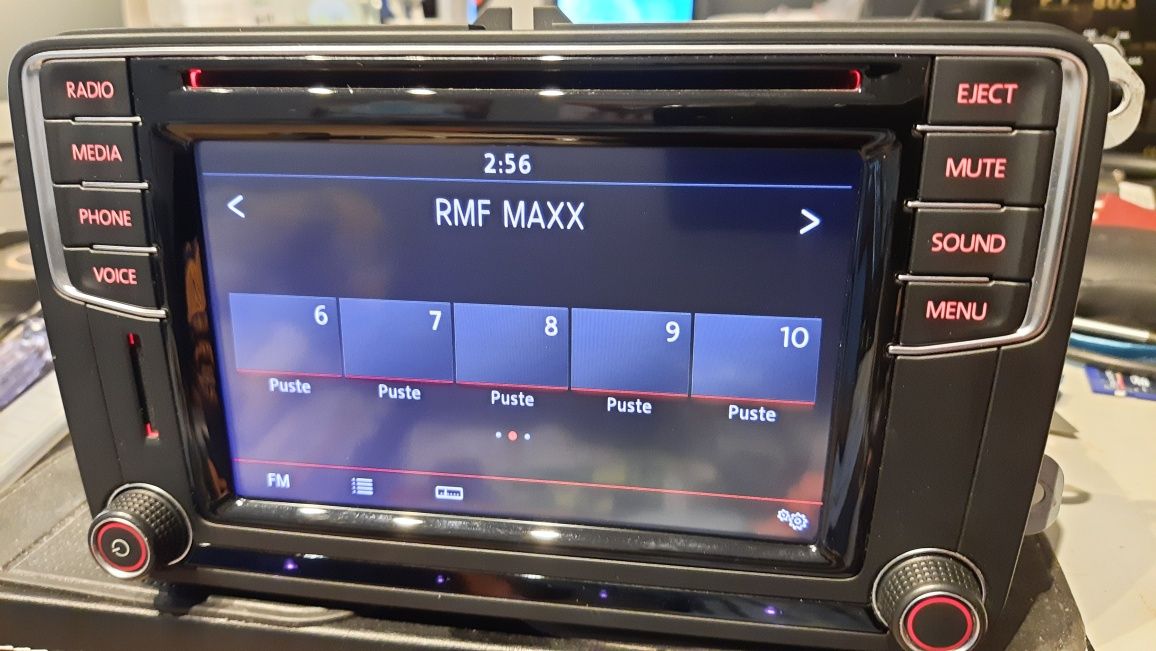 RADIO
MEDIA
PHONE
VOICE
EJECT
MUTE
SOUND
MENU
2:56
< RMF MAXX >
6 7 8 9 10
Puste Puste Puste Puste Puste
FM